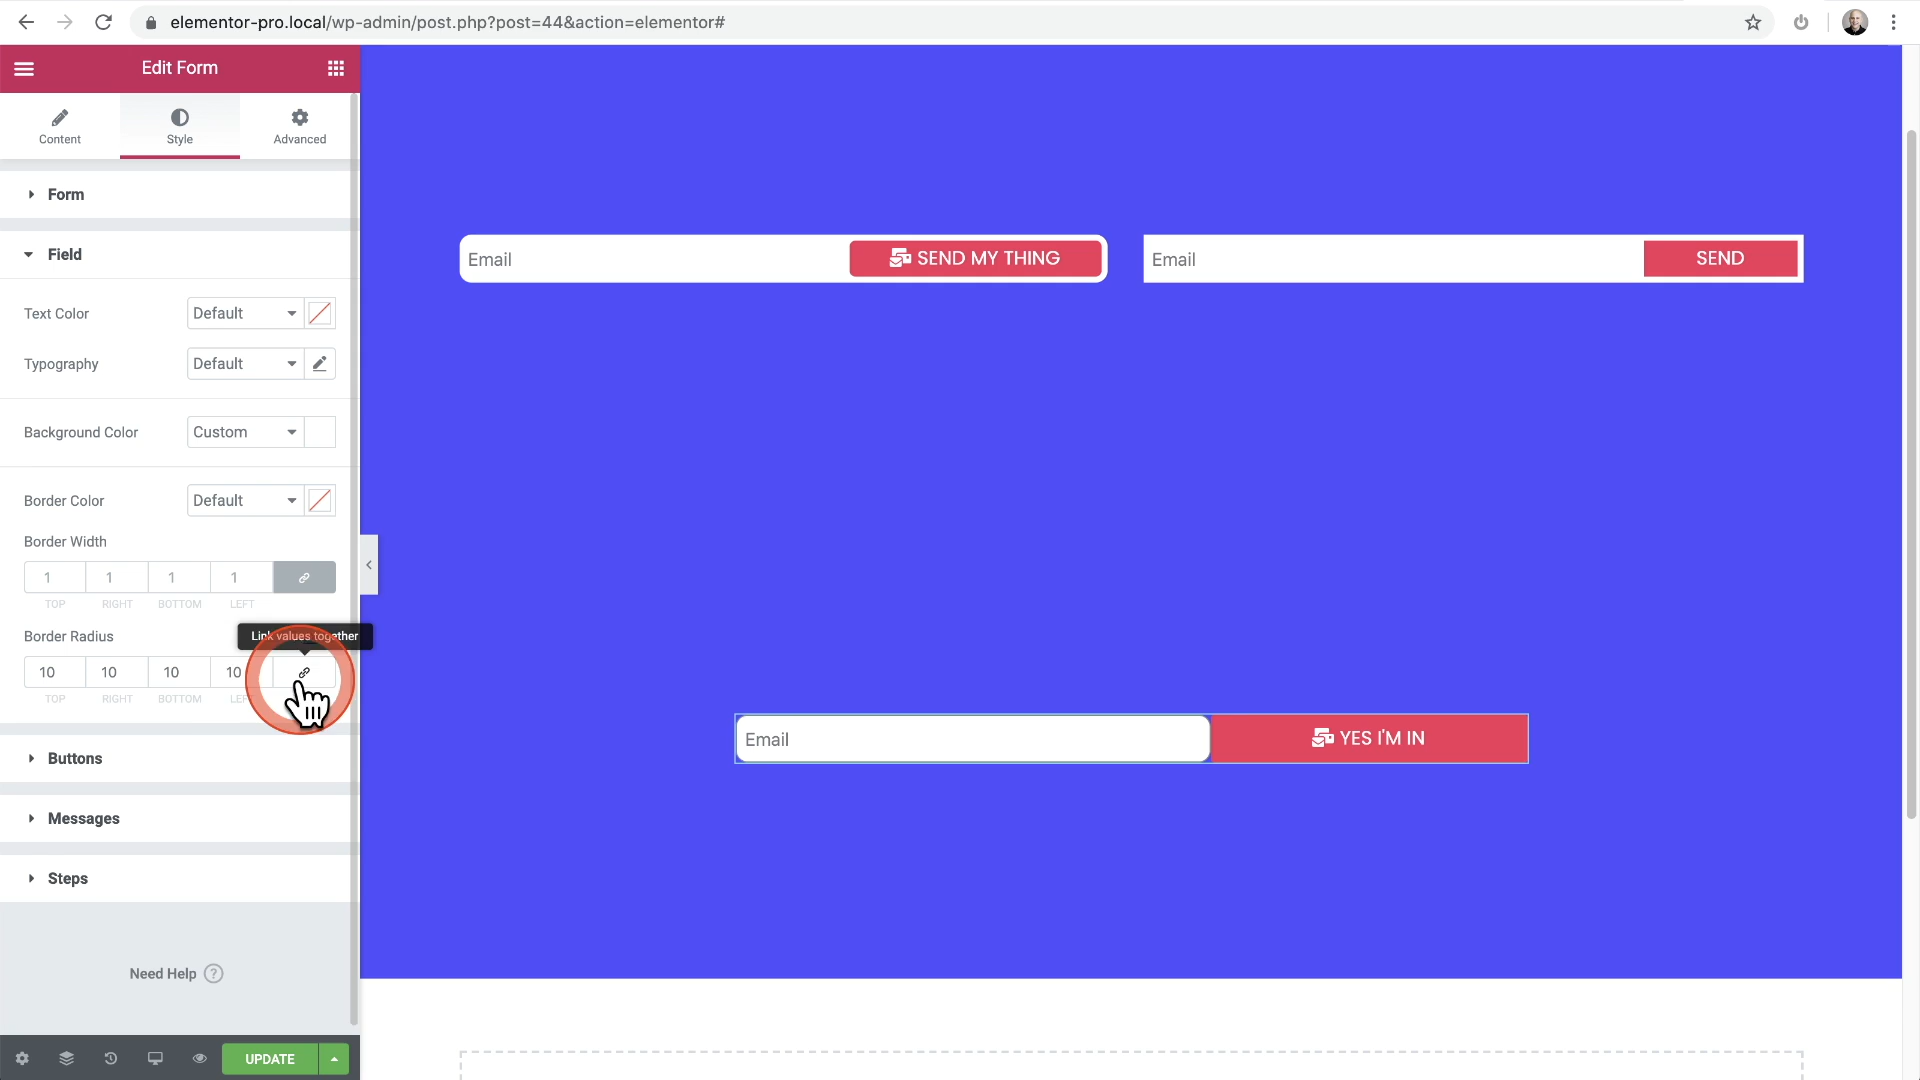 elementor-pro.local/wp-admin/post.php?post=44&action=elementor#
Edit Form
Content
Style
Advanced
Form
Field
Text Color
Default
Typography
Default
Background Color
Custom
Border Color
Default
Border Width
1 1 1 1
TOP RIGHT BOTTOM LEFT
Border Radius
Link values together
10 10 10 10
TOP RIGHT BOTTOM LEFT
Buttons
Messages
Steps
Need Help ?
UPDATE
Email
SEND MY THING
Email
SEND
Email
YES I'M IN